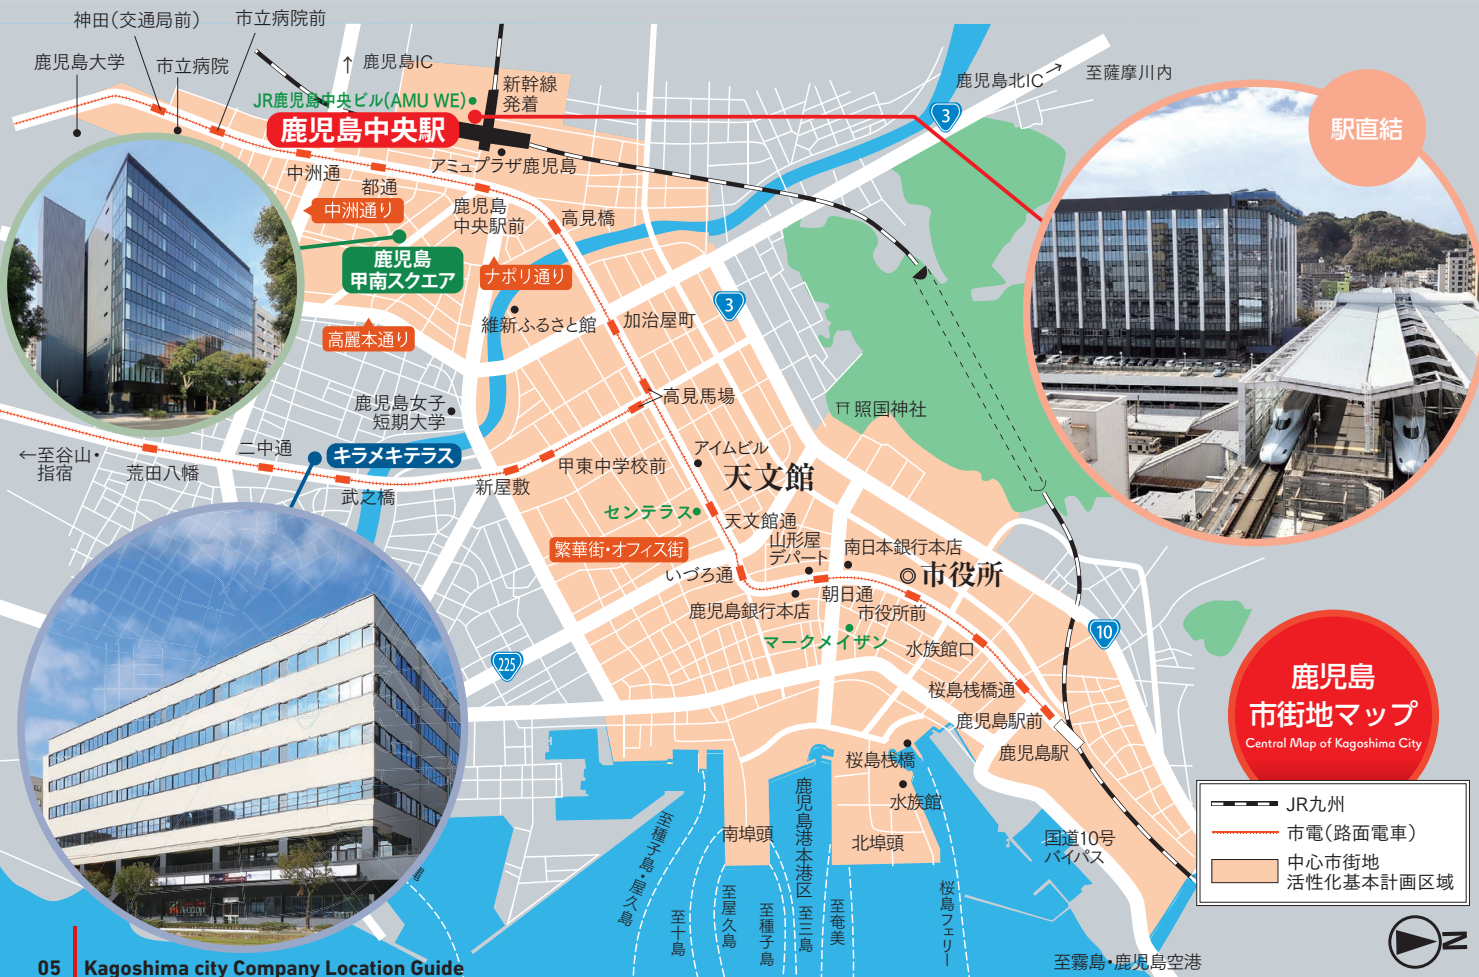 神田(交通局前)
市立病院前
鹿児島大学
市立病院
↑ 鹿児島IC
新幹線
発着
JR鹿児島中央ビル(AMU WE)
鹿児島中央駅
アミュプラザ鹿児島
鹿児島北IC
至薩摩川内
3
駅直結
中洲通
都通
中洲通り
鹿児島
中央駅前
高見橋
鹿児島
甲南スクエア
ナポリ通り
3
維新ふるさと館
加治屋町
高麗本通り
鹿児島女子
短期大学
高見馬場
照国神社
←至谷山・
指宿
荒田八幡
二中通
キラメキテラス
武之橋
新屋敷
甲東中学校前
アイムビル
天文館
センテラス
天文館通
山形屋
デパート
南日本銀行本店
繁華街・オフィス街
いづろ通
市役所
鹿児島銀行本店
朝日通
市役所前
マークメイザン
水族館口
10
225
桜島桟橋通
鹿児島駅前
鹿児島駅
桜島桟橋
水族館
南埠頭
鹿児島港本港区
北埠頭
国道10号
バイパス
至種子島・屋久島
至十島
至屋久島
至種子島
至三島
至奄美
桜島フェリー
至霧島・鹿児島空港
鹿児島
市街地マップ
Central Map of Kagoshima City
JR九州
市電(路面電車)
中心市街地
活性化基本計画区域
N
05 Kagoshima city Company Location Guide